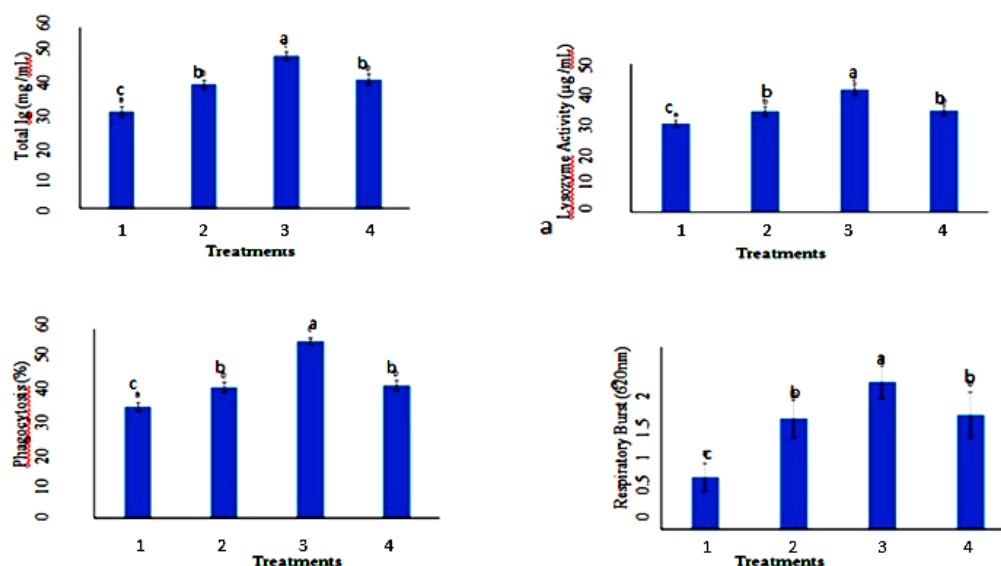 Total Ig (mg/mL)
60
50
40
30
20
10
0
a
b
b
c
1 2 3 4
Treatments
Lysozyme Activity (µg/mL)
50
40
30
20
10
0
a
b
b
c
a
1 2 3 4
Treatments
Phagocytosis (%)
60
50
40
30
20
10
0
a
b
b
c
1 2 3 4
Treatments
Respiratory Burst (620nm)
2
1.5
1
0.5
0
a
b
b
c
1 2 3 4
Treatments